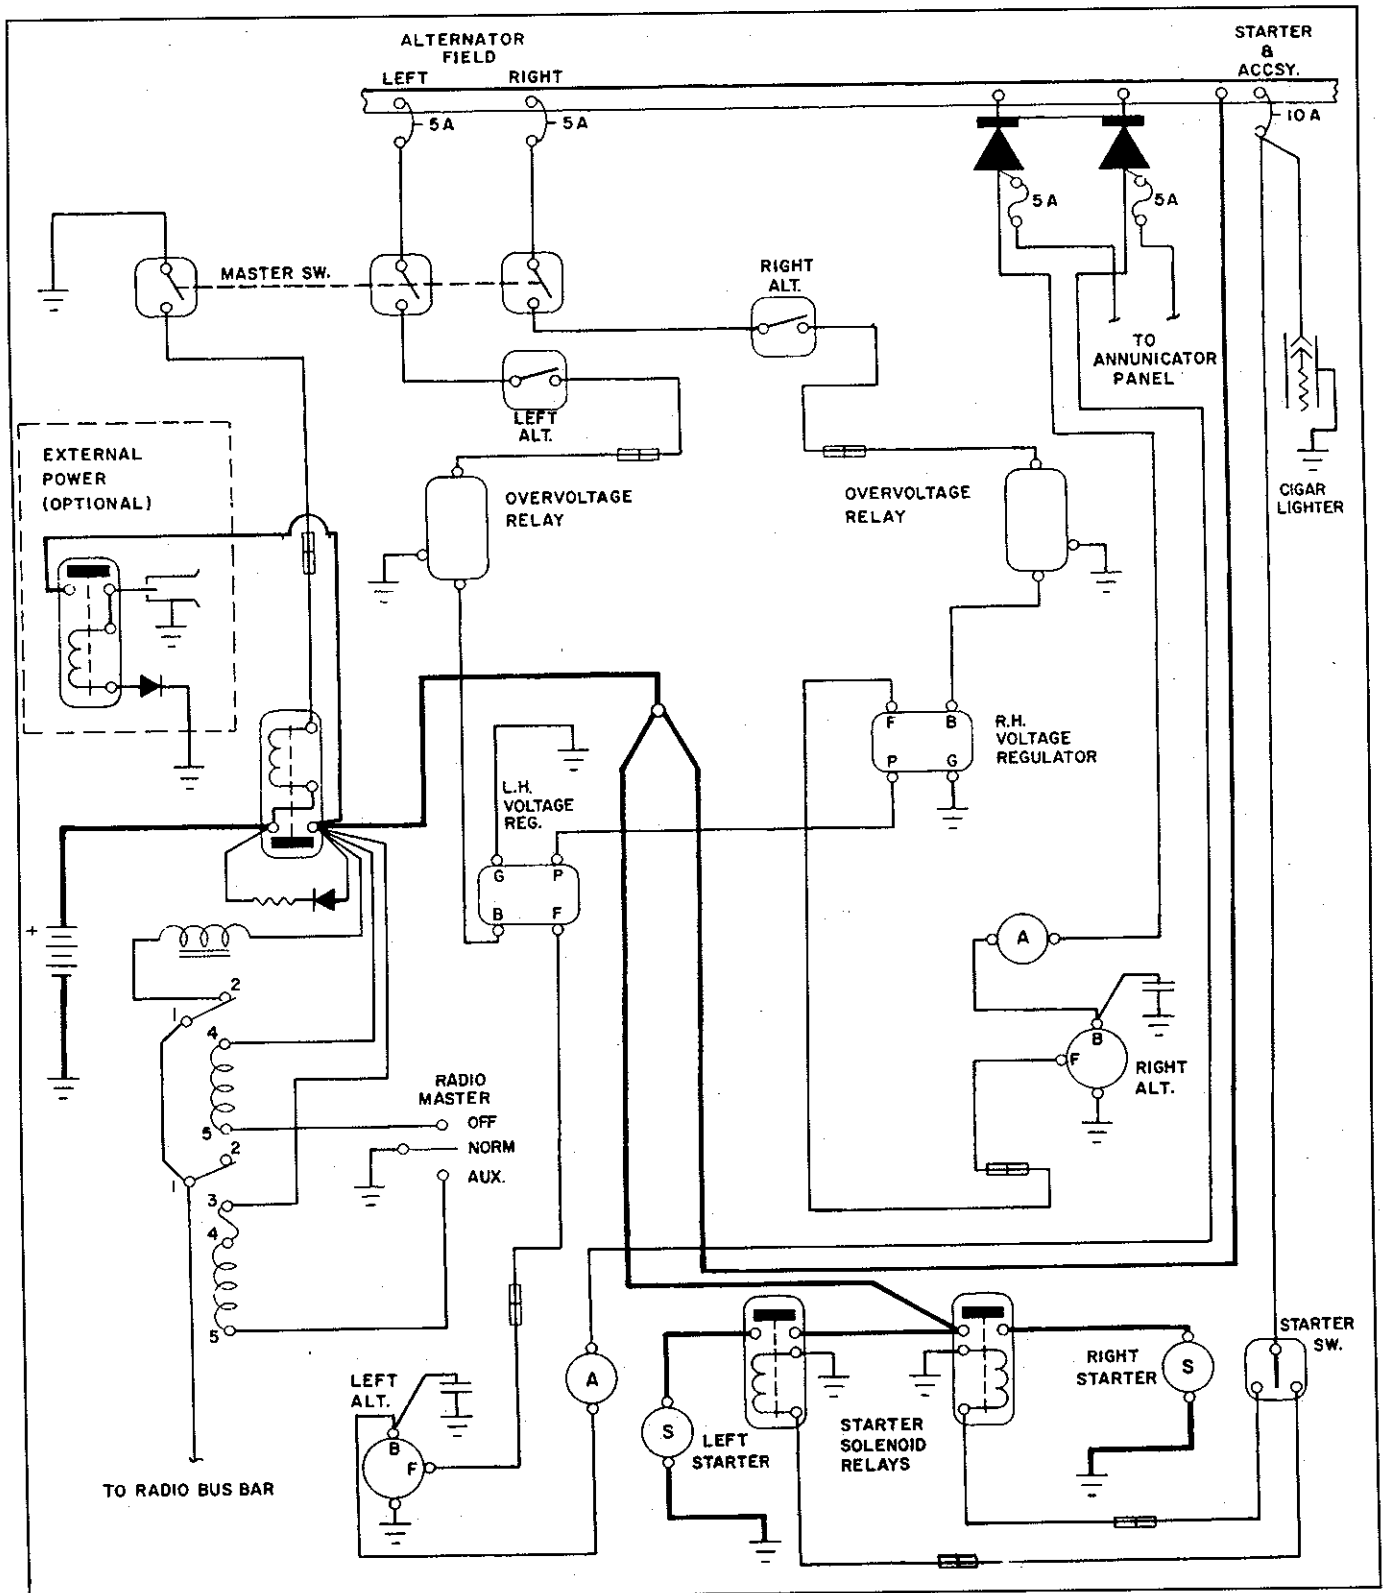 ALTERNATOR
FIELD
LEFT
RIGHT
STARTER
&
ACCSY.
5A
5A
10A
5A
5A
MASTER SW.
RIGHT
ALT.
TO
ANNUNICATOR
PANEL
LEFT
ALT.
EXTERNAL
POWER
(OPTIONAL)
OVERVOLTAGE
RELAY
OVERVOLTAGE
RELAY
CIGAR
LIGHTER
F B
P G
R.H.
VOLTAGE
REGULATOR
L.H.
VOLTAGE
REG.
G P
B F
+
A
2
1
4
B
F
RIGHT
ALT.
RADIO
MASTER
OFF
NORM
AUX.
5
2
1
3
4
5
STARTER
SW.
RIGHT
STARTER
S
LEFT
ALT.
A
B
F
S
LEFT
STARTER
STARTER
SOLENOID
RELAYS
TO RADIO BUS BAR